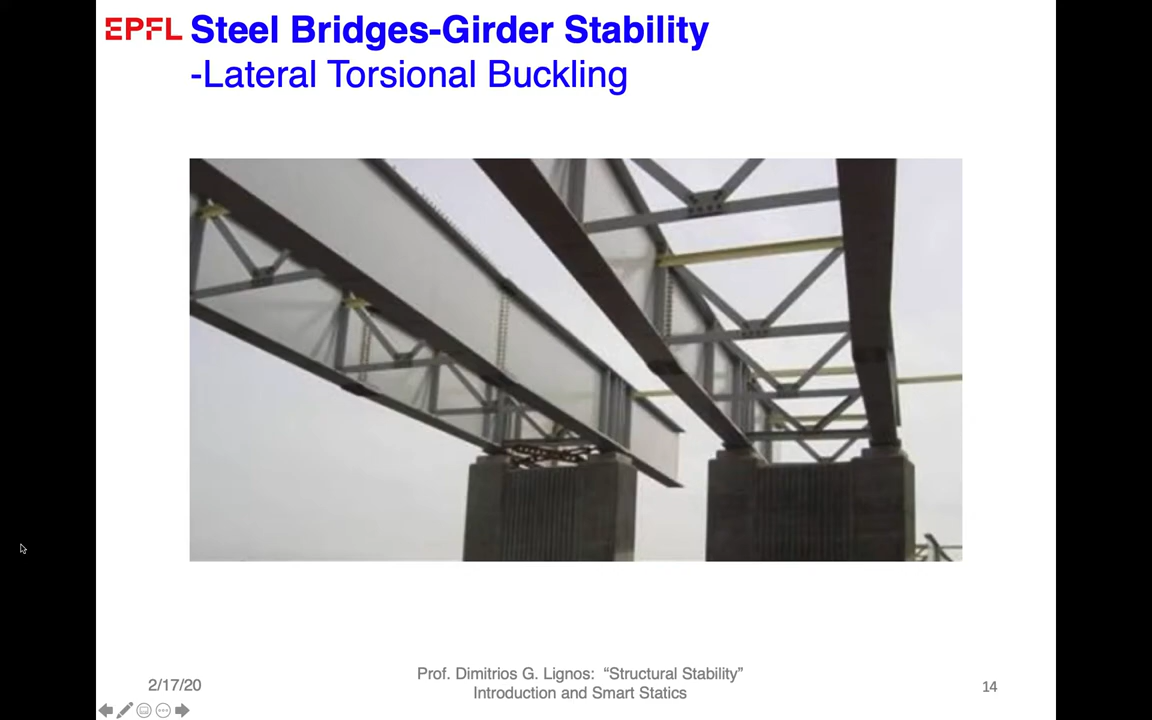 EPFL Steel Bridges-Girder Stability
-Lateral Torsional Buckling
2/17/20
Prof. Dimitrios G. Lignos: “Structural Stability”
Introduction and Smart Statics
14